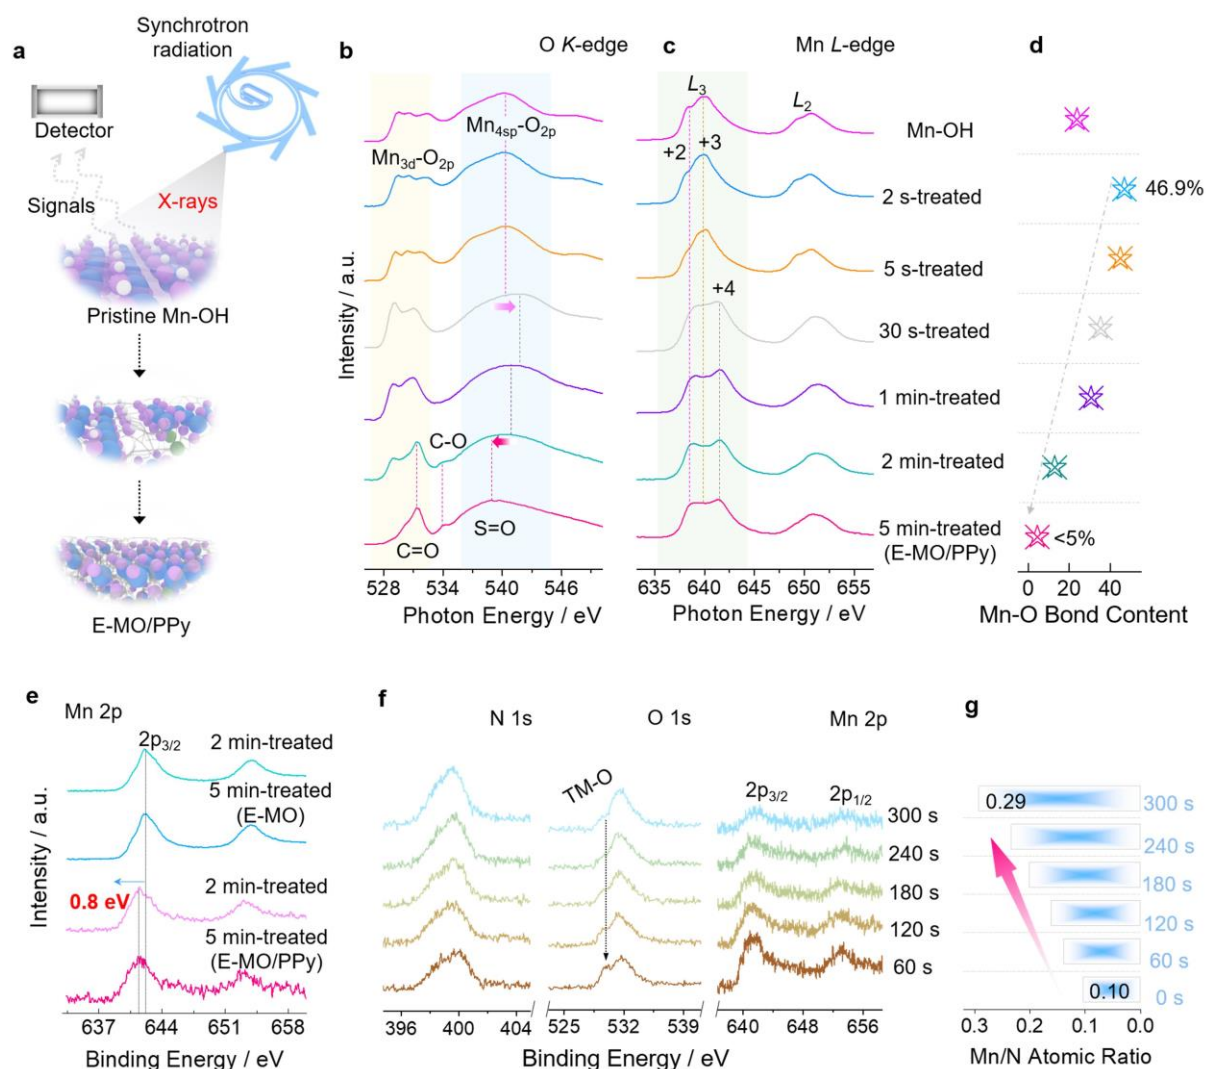 a
Synchrotron
radiation
Detector
Signals
X-rays
Pristine Mn-OH
E-MO/PPy
b
O K-edge
Mn4sp-O2p
Mn3d-O2p
C-O
S=O
C=O
Intensity / a.u.
528 534 540 546
Photon Energy / eV
c
Mn L-edge
L3
L2
+2
+3
+4
635 640 645 650 655
Photon Energy / eV
Mn-OH
2 s-treated
5 s-treated
30 s-treated
1 min-treated
2 min-treated
5 min-treated
(E-MO/PPy)
d
46.9%
<5%
0 20 40
Mn-O Bond Content
e
Mn 2p
2p3/2
2 min-treated
5 min-treated
(E-MO)
0.8 eV
2 min-treated
5 min-treated
(E-MO/PPy)
Intensity / a.u.
637 644 651 658
Binding Energy / eV
f
N 1s
O 1s
Mn 2p
TM-O
2p3/2
2p1/2
300 s
240 s
180 s
120 s
60 s
396 400 404
525 532 539
640 648 656
Binding Energy / eV
g
0.29
300 s
240 s
180 s
120 s
60 s
0.10
0 s
0.3 0.2 0.1 0.0
Mn/N Atomic Ratio